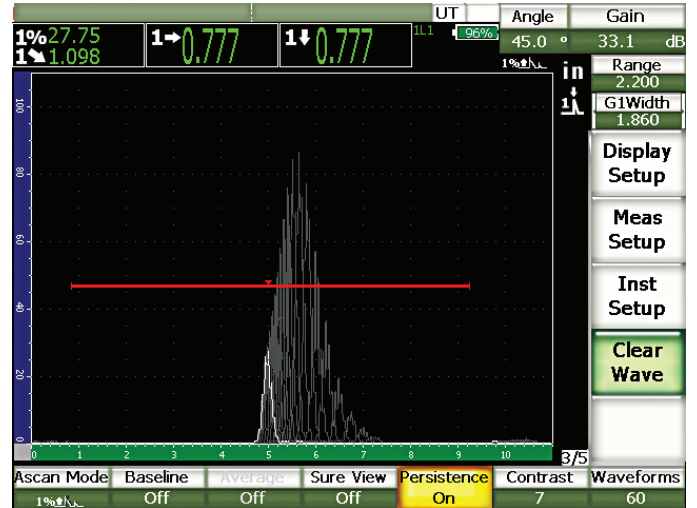 UT
Angle
Gain
1%27.75
1 1.098
1 0.777
1 0.777
1L1
96%
45.0 °
33.1 dB
1%
in
Range
2.200
1
G1Width
1.860
Display
Setup
Meas
Setup
Inst
Setup
Clear
Wave
100
80
60
40
20
0
0 1 2 3 4 5 6 7 8 9 10
3/5
Ascan Mode Baseline Average Sure View Persistence Contrast Waveforms
1% Off Off Off On 7 60